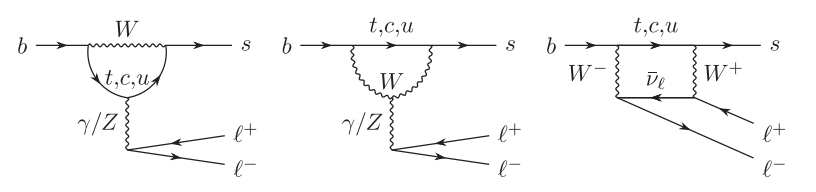 b W s
t,c,u
γ/Z
ℓ+
ℓ−
b t,c,u s
W
γ/Z
ℓ+
ℓ−
b t,c,u s
W− ν̄ℓ W+
ℓ+
ℓ−